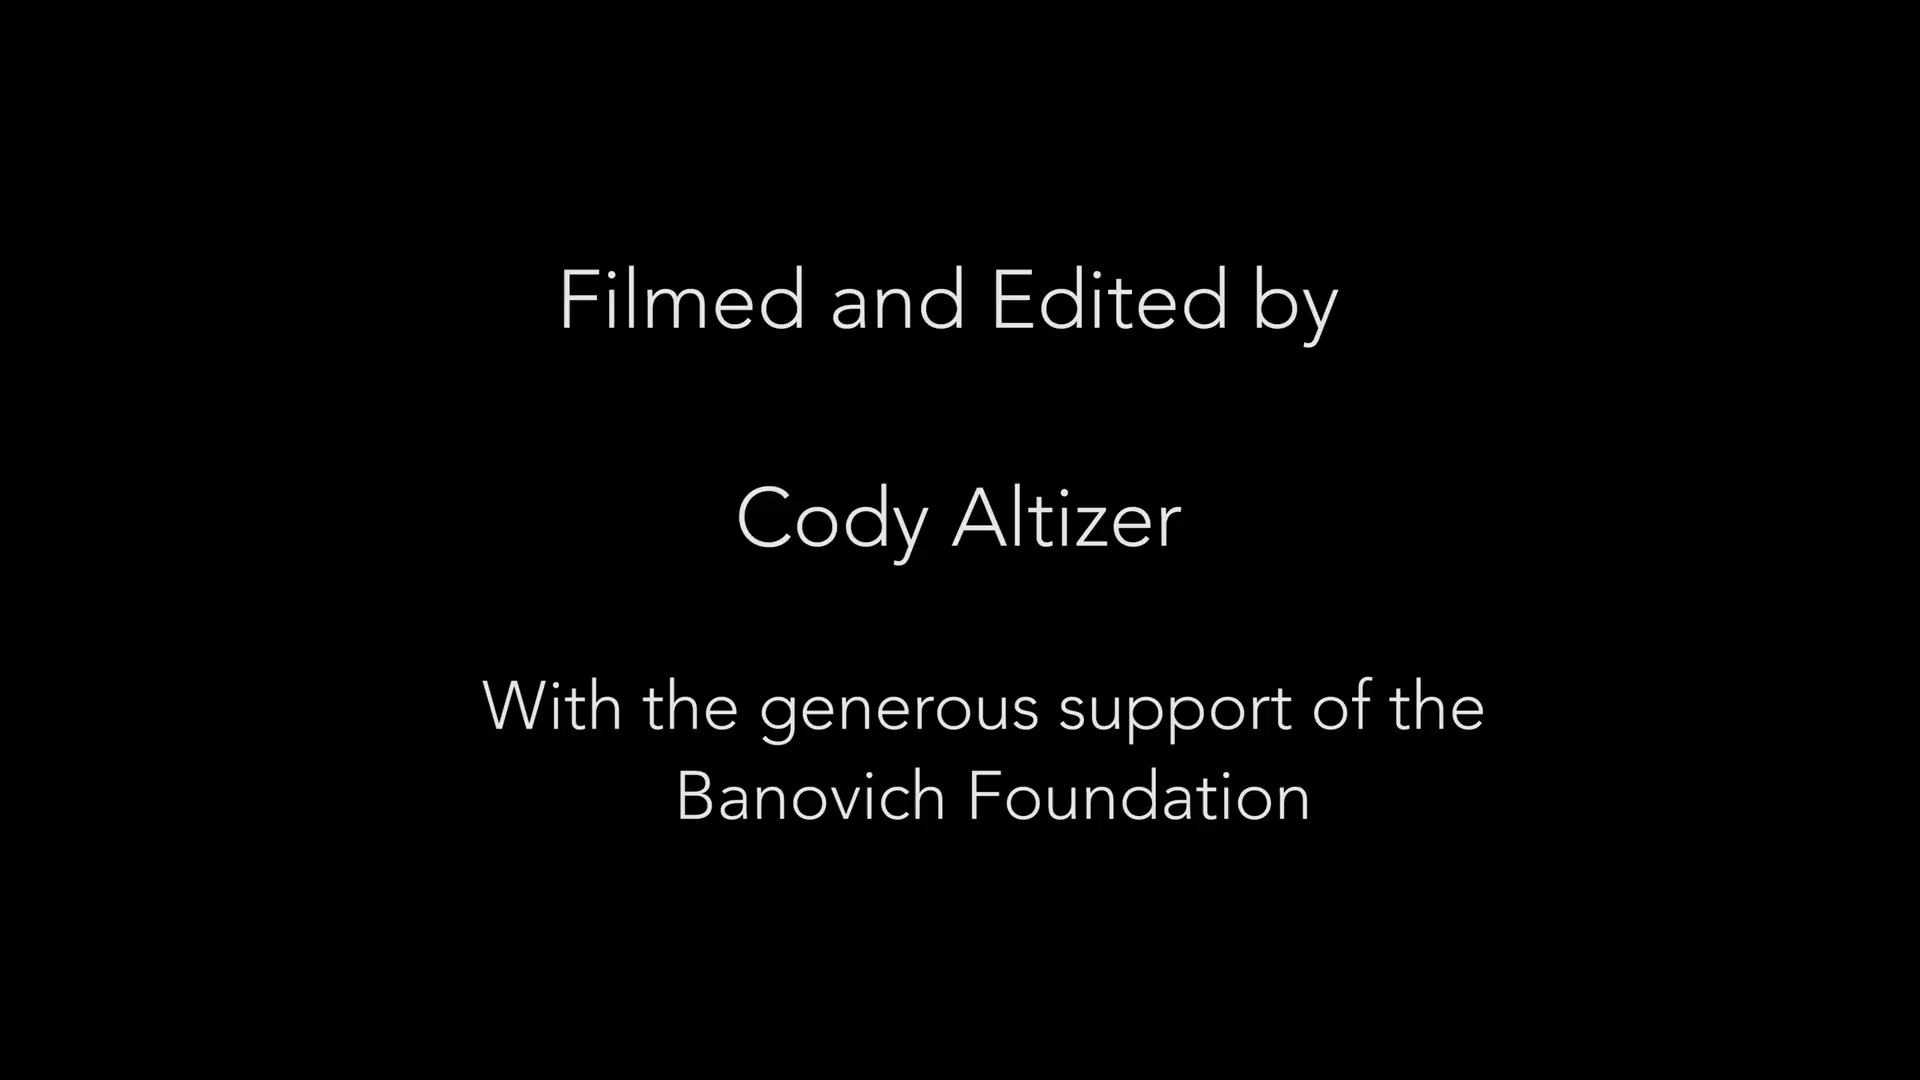 Filmed and Edited by
Cody Altizer
With the generous support of the
Banovich Foundation